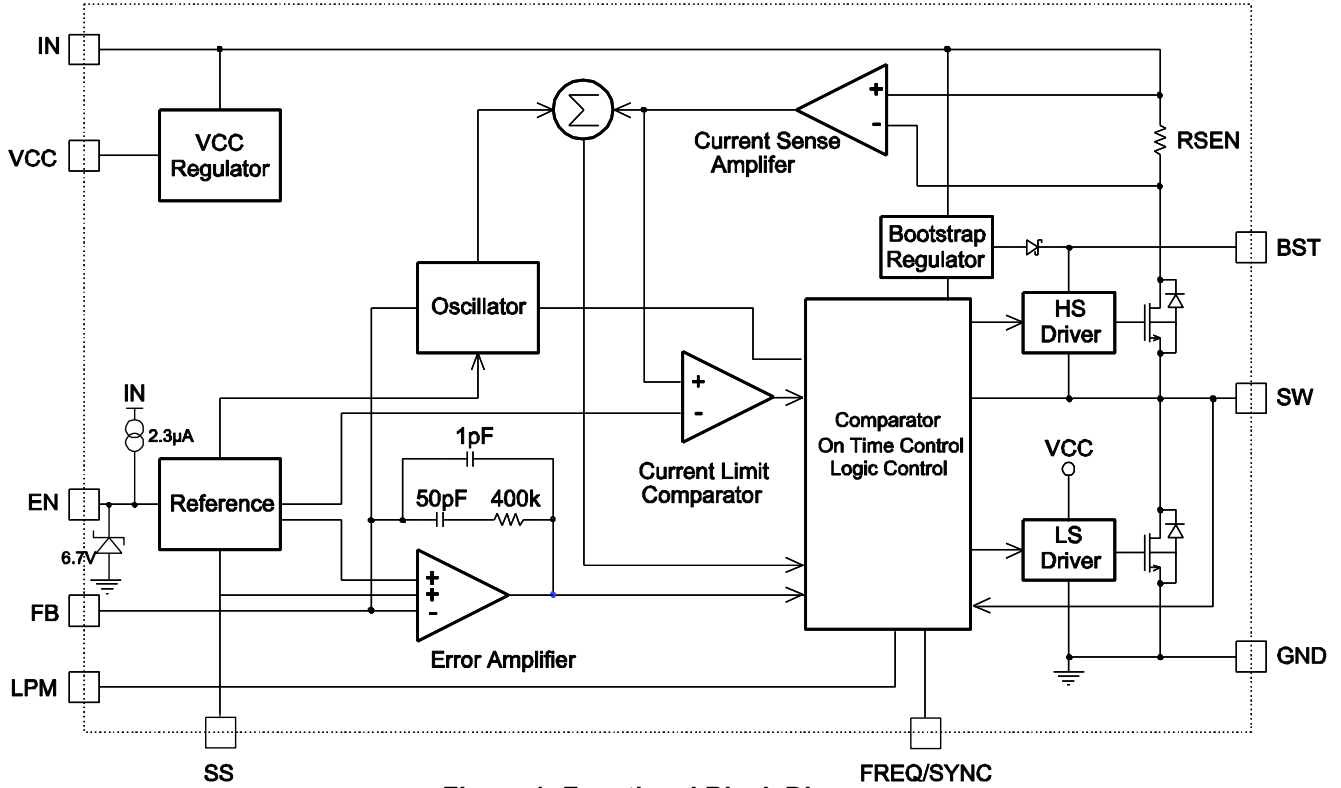 IN
VCC
VCC
Regulator
Σ
Current Sense
Amplifer
RSEN
Bootstrap
Regulator
BST
Oscillator
HS
Driver
IN
2.3µA
SW
1pF
Comparator
On Time Control
Logic Control
VCC
EN
Reference
50pF
400k
Current Limit
Comparator
LS
Driver
6.7V
FB
Error Amplifier
GND
LPM
SS
FREQ/SYNC